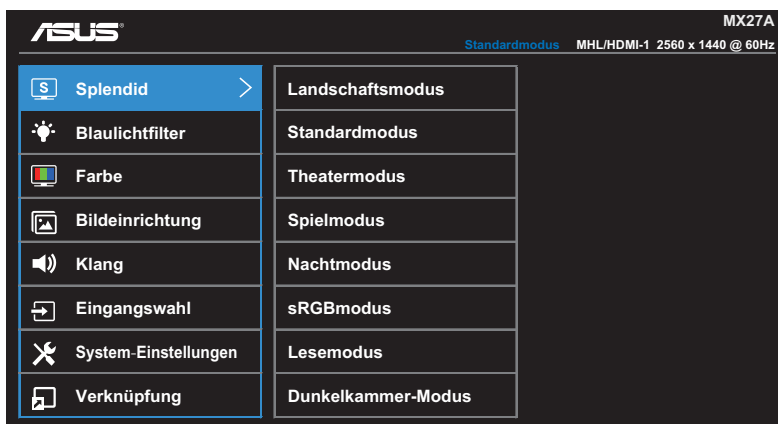 ASUS
MX27A
Standardmodus MHL/HDMI-1 2560 x 1440 @ 60Hz
S Splendid
Blaulichtfilter
Farbe
Bildeinrichtung
Klang
Eingangswahl
System-Einstellungen
Verknüpfung
Landschaftsmodus
Standardmodus
Theatermodus
Spielmodus
Nachtmodus
sRGBmodus
Lesemodus
Dunkelkammer-Modus